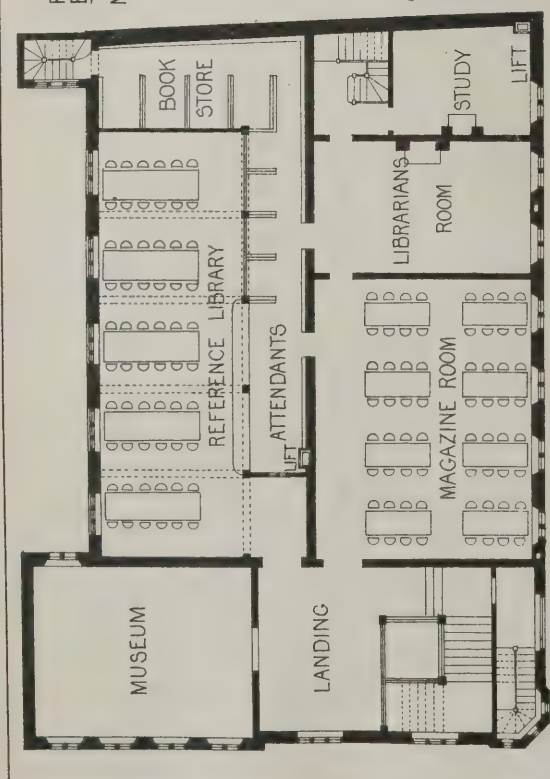 BOOK
STORE
STUDY
LIFT
LIBRARIANS
ROOM
REFERENCE LIBRARY
ATTENDANTS
LIFT
MAGAZINE ROOM
MUSEUM
LANDING